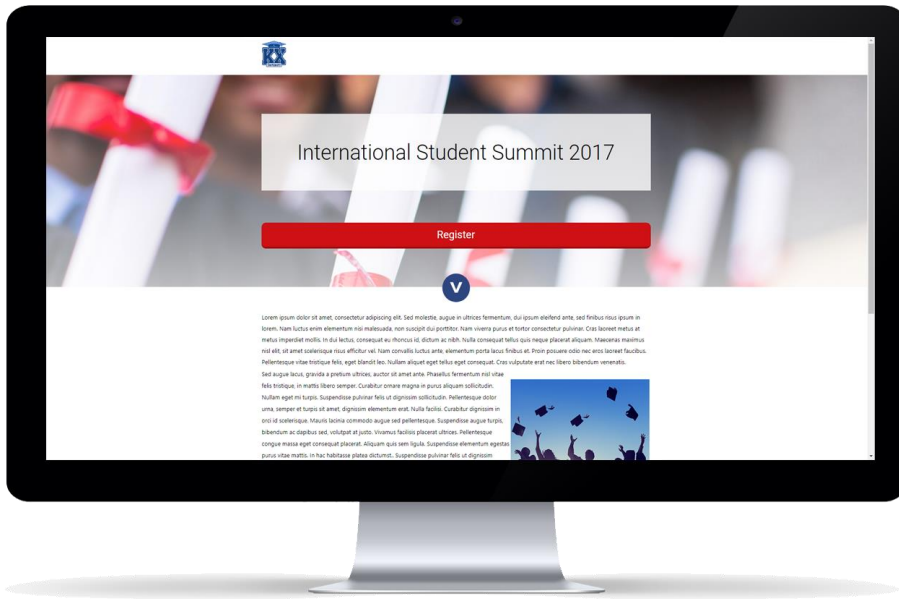 KX
International Student Summit 2017
Register
V
Lorem ipsum dolor sit amet, consectetur adipiscing elit. Sed molestie, augue in ultrices fermentum, dui ipsum eleifend ante, sed finibus risus ipsum in
lorem. Nam luctus enim elementum nisi malesuada, non suscipit dui porttitor. Nam viverra purus et tortor consectetur pulvinar. Cras laoreet metus at
metus imperdiet mollis. In dui lectus, consequat eu rhoncus id, dictum ac nibh. Nulla consequat tellus quis neque placerat aliquam. Maecenas maximus
nisl elit, sit amet scelerisque risus efficitur vel. Nam convallis luctus ante, elementum porta lacus finibus et. Proin posuere odio nec eros laoreet faucibus.
Pellentesque vitae tristique felis, eget blandit leo. Nullam aliquet eget tellus eget consequat. Cras vulputate erat nec libero bibendum venenatis.
Sed augue lacus, gravida a pretium ultrices, auctor sit amet ante. Phasellus fermentum nisl vitae
felis tristique, in mattis libero semper. Curabitur ornare magna in purus aliquam sollicitudin.
Nullam eget mi turpis. Suspendisse pulvinar felis ut dignissim sollicitudin. Pellentesque dolor
urna, semper et turpis sit amet, dignissim elementum erat. Nulla facilisi. Curabitur dignissim in
orci id scelerisque. Mauris lacinia commodo augue sed pellentesque. Suspendisse augue turpis,
bibendum ac dapibus sed, volutpat at justo. Vivamus facilisis placerat ultrices. Pellentesque
congue massa eget consequat placerat. Aliquam quis sem ligula. Suspendisse elementum egestas
purus vitae mattis. In hac habitasse platea dictumst.. Suspendisse pulvinar felis ut dignissim